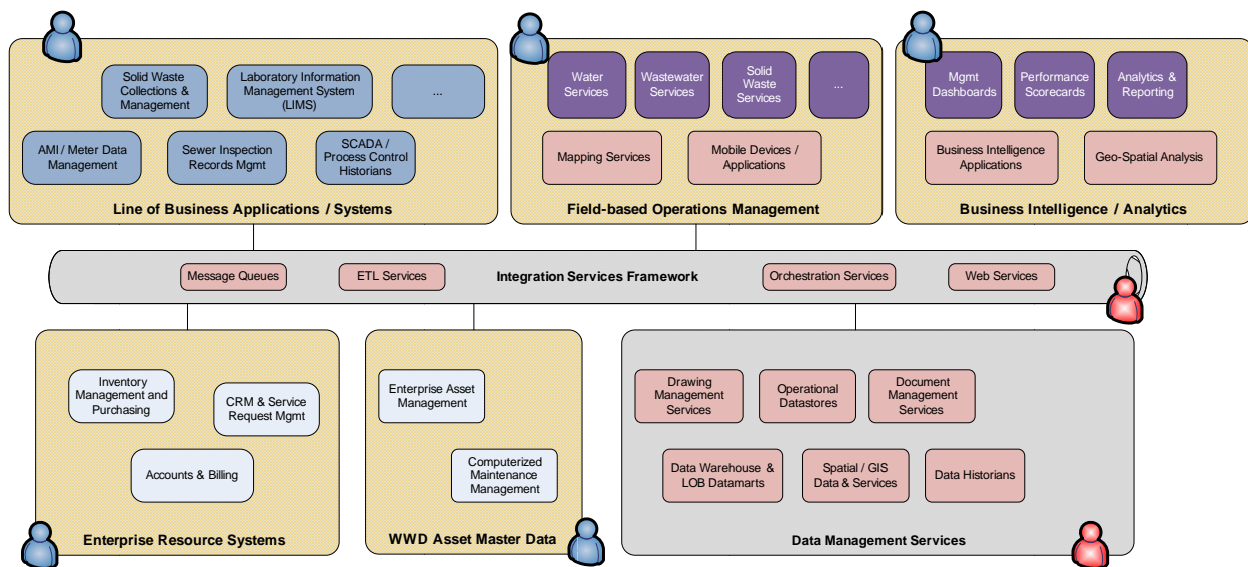 Solid Waste
Collections &
Management
Laboratory Information
Management System
(LIMS)
...
AMI / Meter Data
Management
Sewer Inspection
Records Mgmt
SCADA /
Process Control
Historians
Line of Business Applications / Systems
Water
Services
Wastewater
Services
Solid
Waste
Services
...
Mapping Services
Mobile Devices /
Applications
Field-based Operations Management
Mgmt
Dashboards
Performance
Scorecards
Analytics &
Reporting
Business Intelligence
Applications
Geo-Spatial Analysis
Business Intelligence / Analytics
Message Queues
ETL Services
Integration Services Framework
Orchestration Services
Web Services
Inventory
Management and
Purchasing
CRM & Service
Request Mgmt
Accounts & Billing
Enterprise Resource Systems
Enterprise Asset
Management
Computerized
Maintenance
Management
WWD Asset Master Data
Drawing
Management
Services
Operational
Datastores
Document
Management
Services
Data Warehouse &
LOB Datamarts
Spatial / GIS
Data & Services
Data Historians
Data Management Services